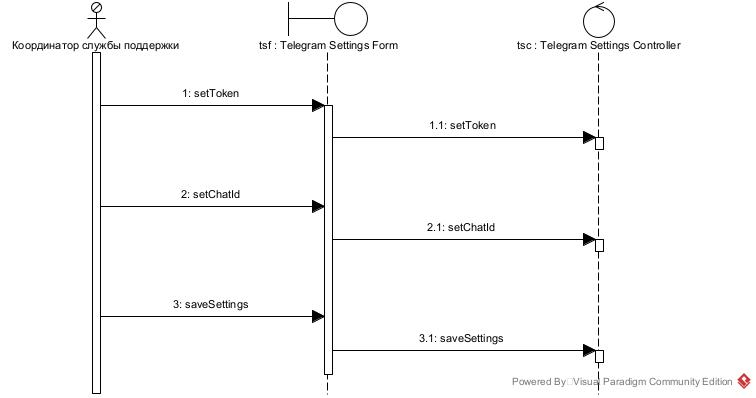 Координатор службы поддержки
tsf : Telegram Settings Form
tsc : Telegram Settings Controller
1: setToken
1.1: setToken
2: setChatId
2.1: setChatId
3: saveSettings
3.1: saveSettings
Powered By Visual Paradigm Community Edition